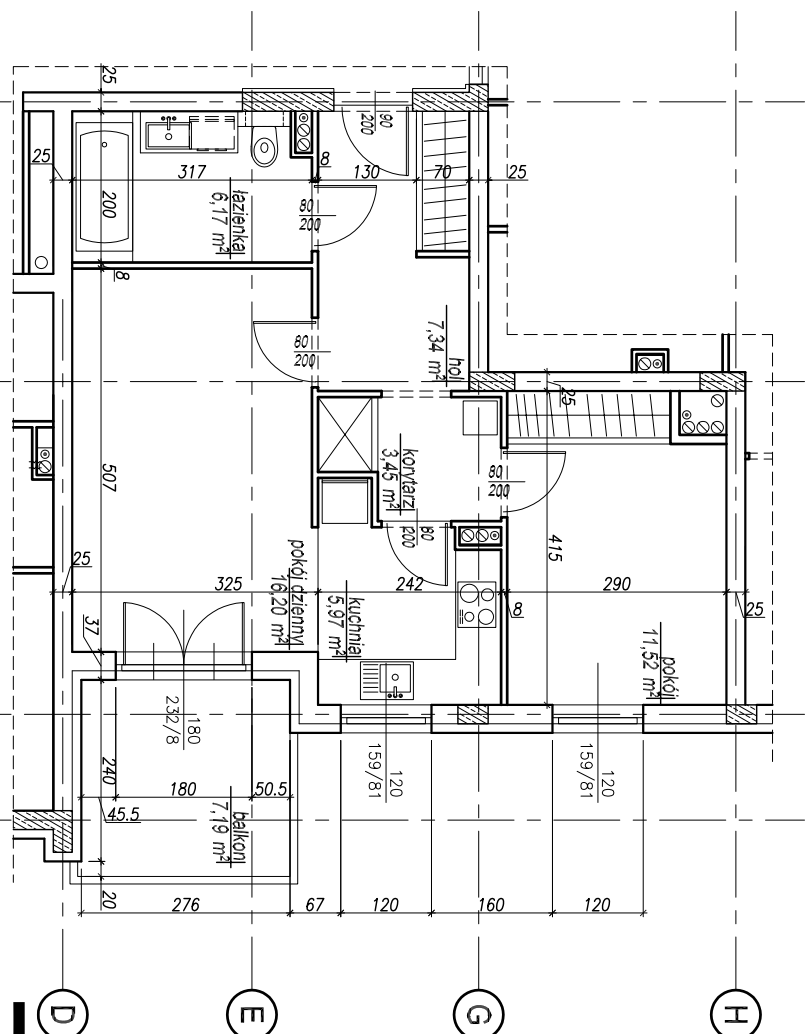 25
90
200
25
317
8
130
70
25
200
łazienka
6,17 m²
80
200
8
80
200
hol
7,34 m²
25
korytarz
3,45 m²
80
200
80
200
507
415
25
325
pokój dzienny
16,20 m²
242
8
290
25
kuchnia
5,97 m²
pokój
11,52 m²
37
180
232/8
120
159/81
120
159/81
240
180
50.5
45.5
balkon
7,19 m²
20
276
67
120
160
120
D
E
G
H